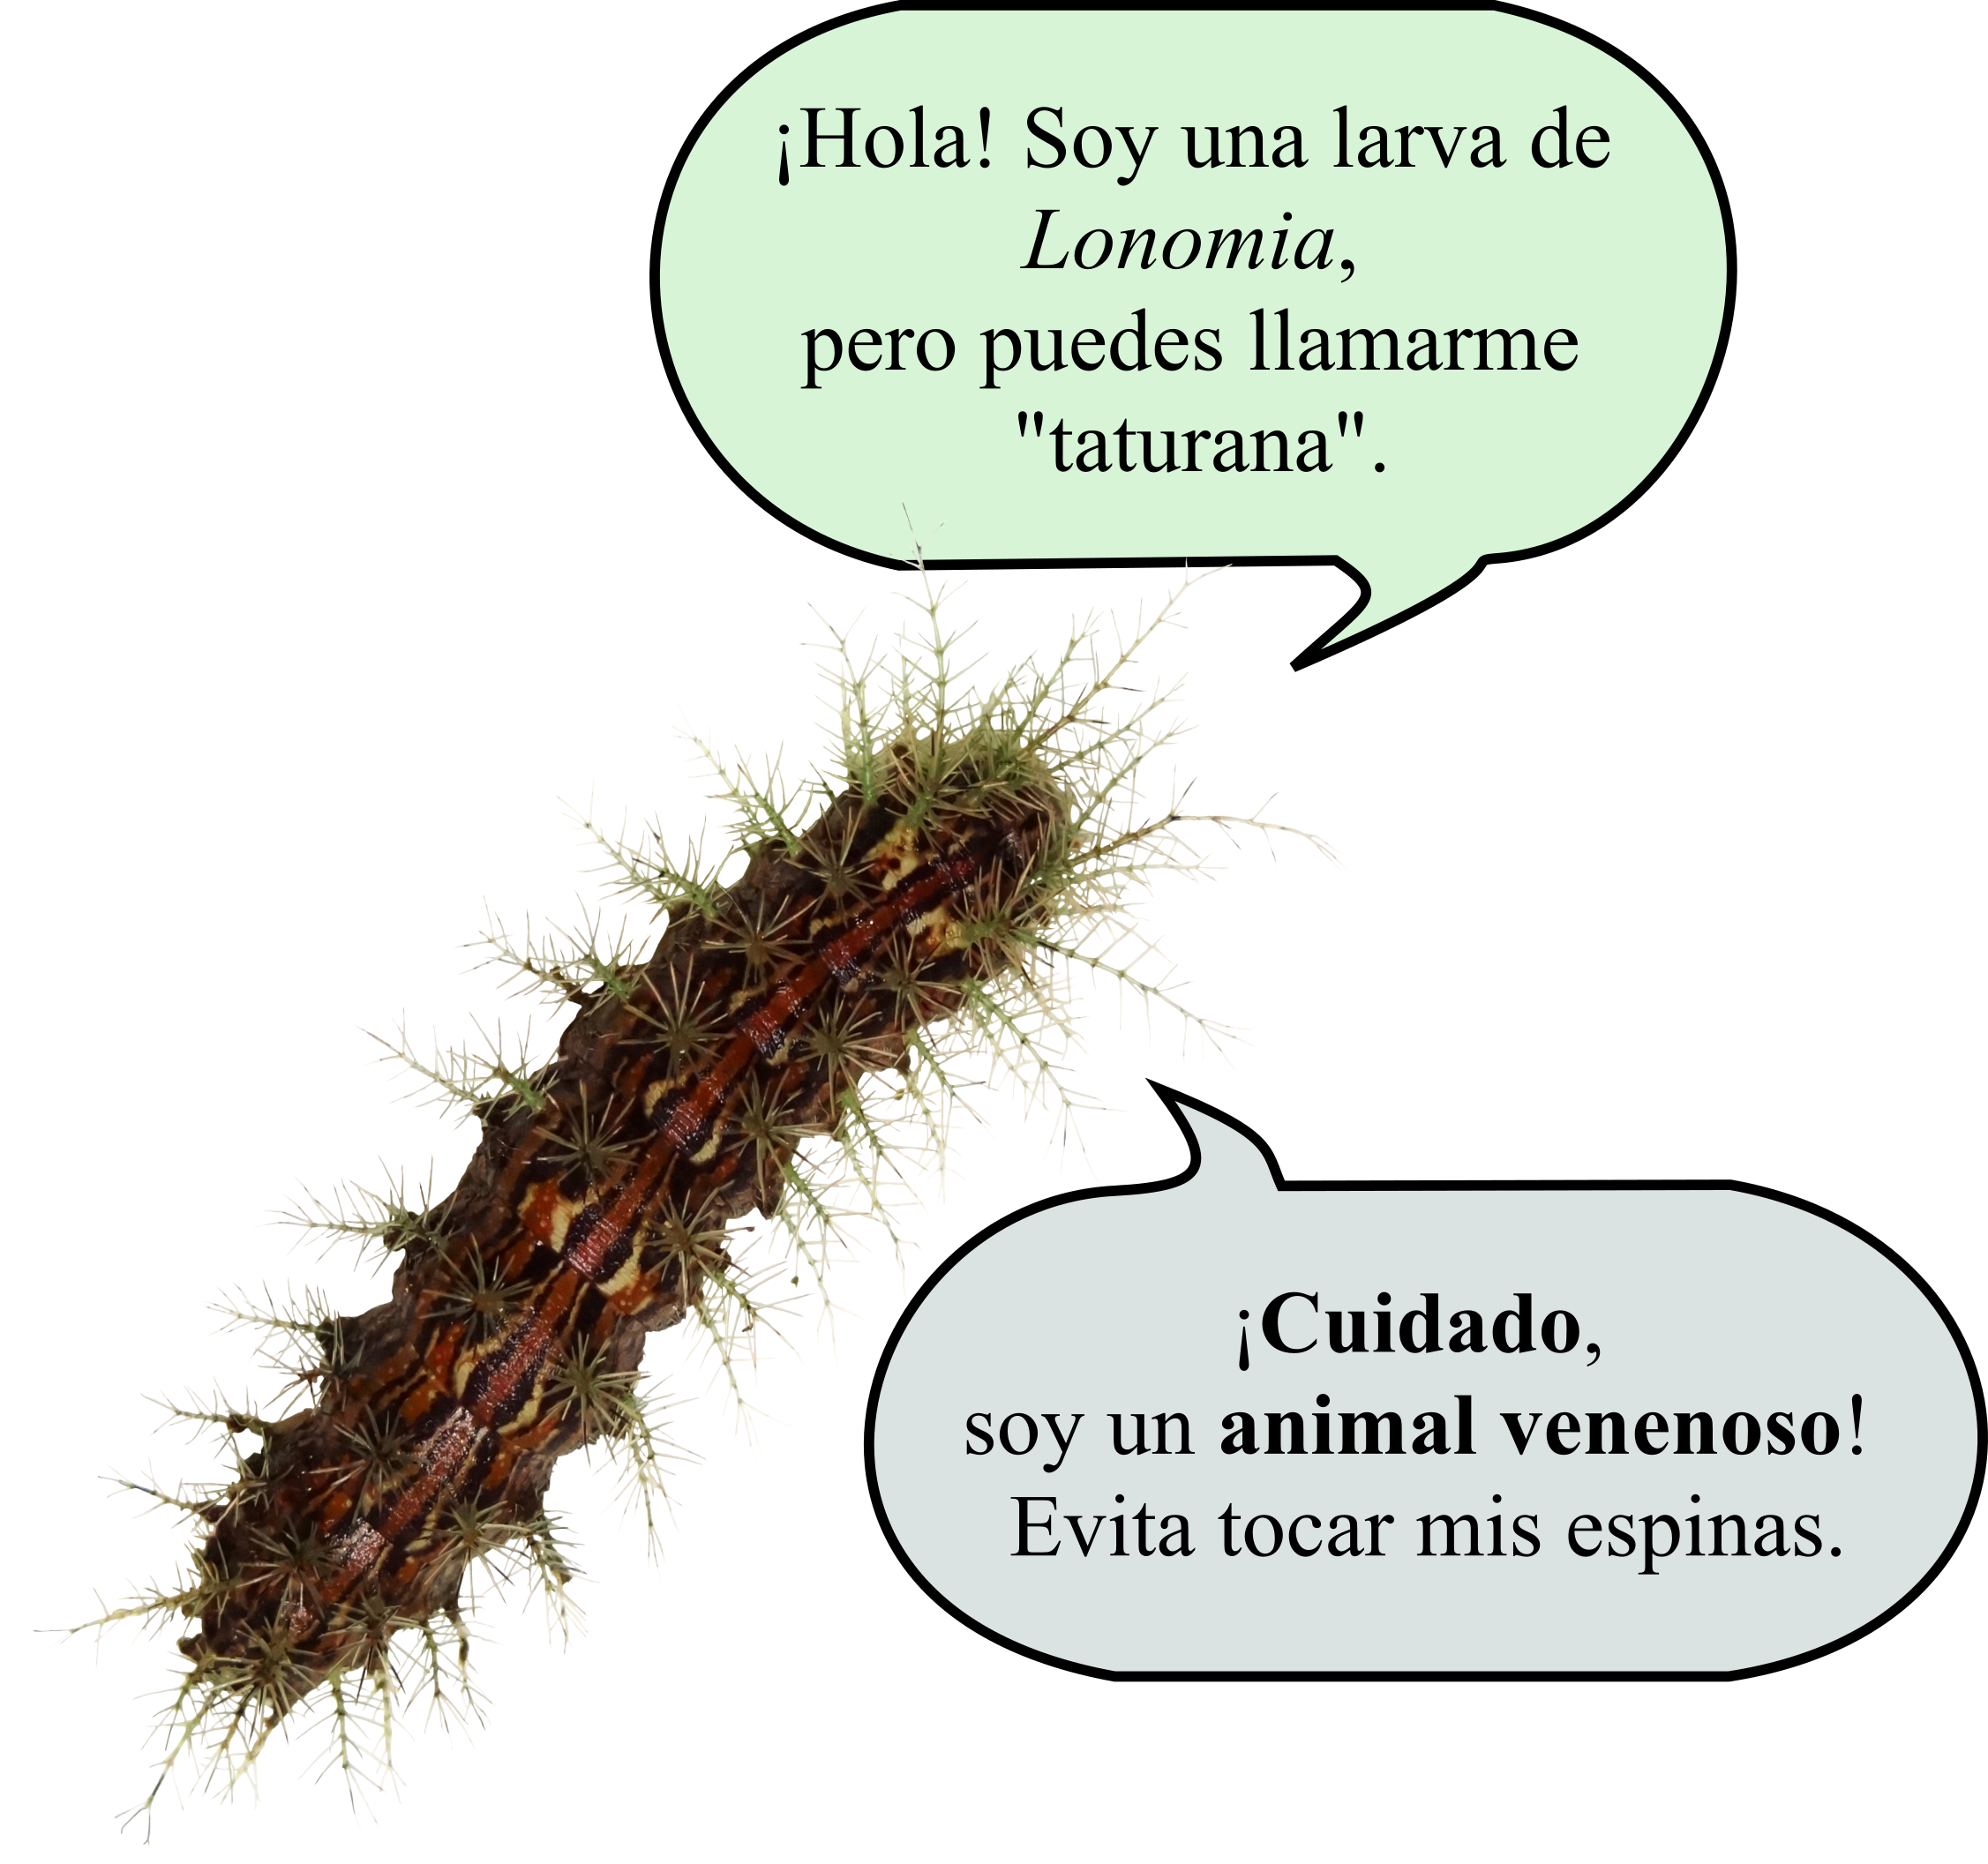 ¡Hola! Soy una larva de
Lonomia,
pero puedes llamarme
"taturana".
¡Cuidado,
soy un animal venenoso!
Evita tocar mis espinas.